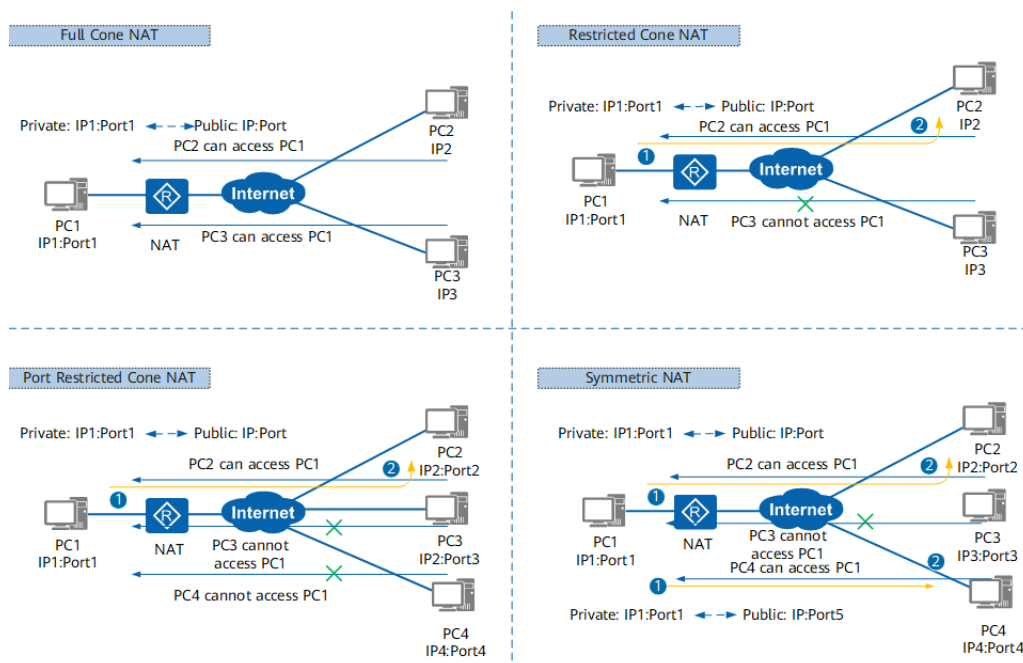 Full Cone NAT
Private: IP1:Port1
Public: IP:Port
PC2 can access PC1
PC2
IP2
PC1
IP1:Port1
R
NAT
Internet
PC3 can access PC1
PC3
IP3
Restricted Cone NAT
Private: IP1:Port1
Public: IP:Port
PC2 can access PC1
2
PC2
IP2
1
PC1
IP1:Port1
R
NAT
Internet
PC3 cannot access PC1
PC3
IP3
Port Restricted Cone NAT
Private: IP1:Port1
Public: IP:Port
PC2 can access PC1
2
PC2
IP2:Port2
1
PC1
IP1:Port1
R
NAT
Internet
PC3 cannot
access PC1
PC3
IP2:Port3
PC4 cannot access PC1
PC4
IP4:Port4
Symmetric NAT
Private: IP1:Port1
Public: IP:Port
PC2 can access PC1
2
PC2
IP2:Port2
1
PC1
IP1:Port1
R
NAT
Internet
PC3 cannot
access PC1
PC3
IP3:Port3
PC4 can access PC1
2
1
Private: IP1:Port1
Public: IP:Port5
PC4
IP4:Port4